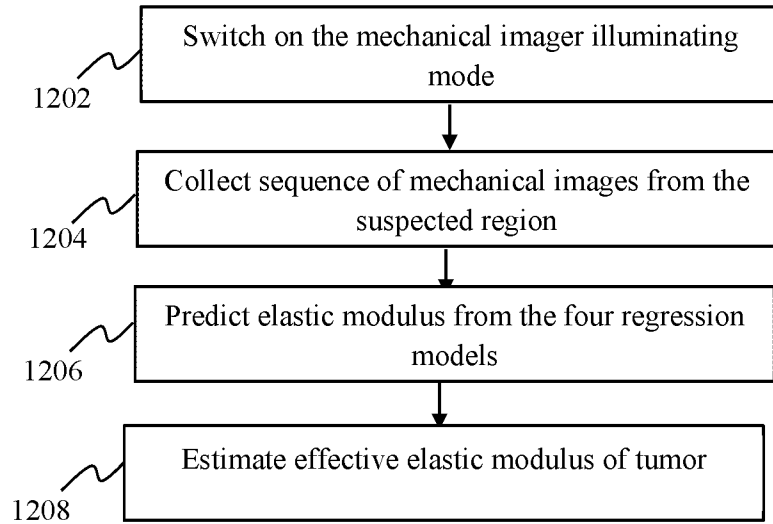 Switch on the mechanical imager illuminating
mode
1202
Collect sequence of mechanical images from the
suspected region
1204
Predict elastic modulus from the four regression
models
1206
Estimate effective elastic modulus of tumor
1208